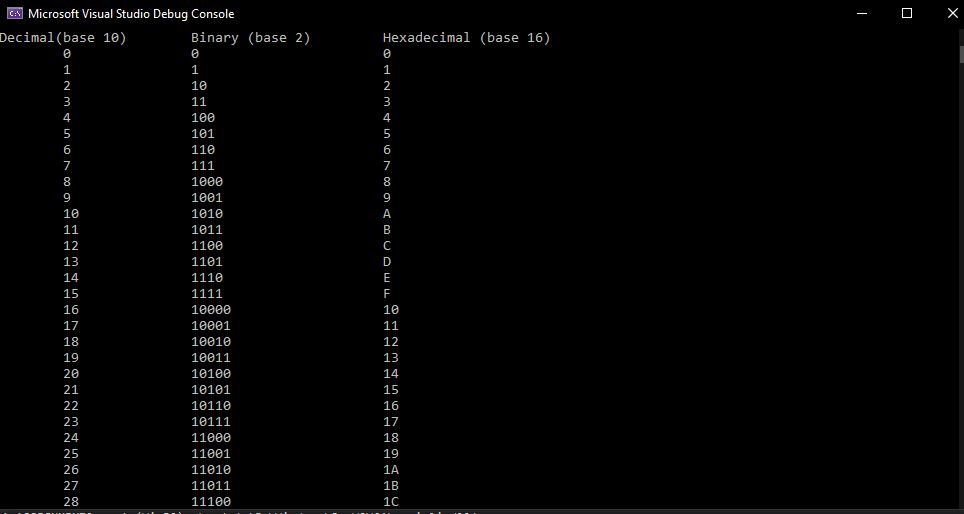 Microsoft Visual Studio Debug Console
Decimal(base 10) Binary (base 2) Hexadecimal (base 16)
0 0 0
1 1 1
2 10 2
3 11 3
4 100 4
5 101 5
6 110 6
7 111 7
8 1000 8
9 1001 9
10 1010 A
11 1011 B
12 1100 C
13 1101 D
14 1110 E
15 1111 F
16 10000 10
17 10001 11
18 10010 12
19 10011 13
20 10100 14
21 10101 15
22 10110 16
23 10111 17
24 11000 18
25 11001 19
26 11010 1A
27 11011 1B
28 11100 1C